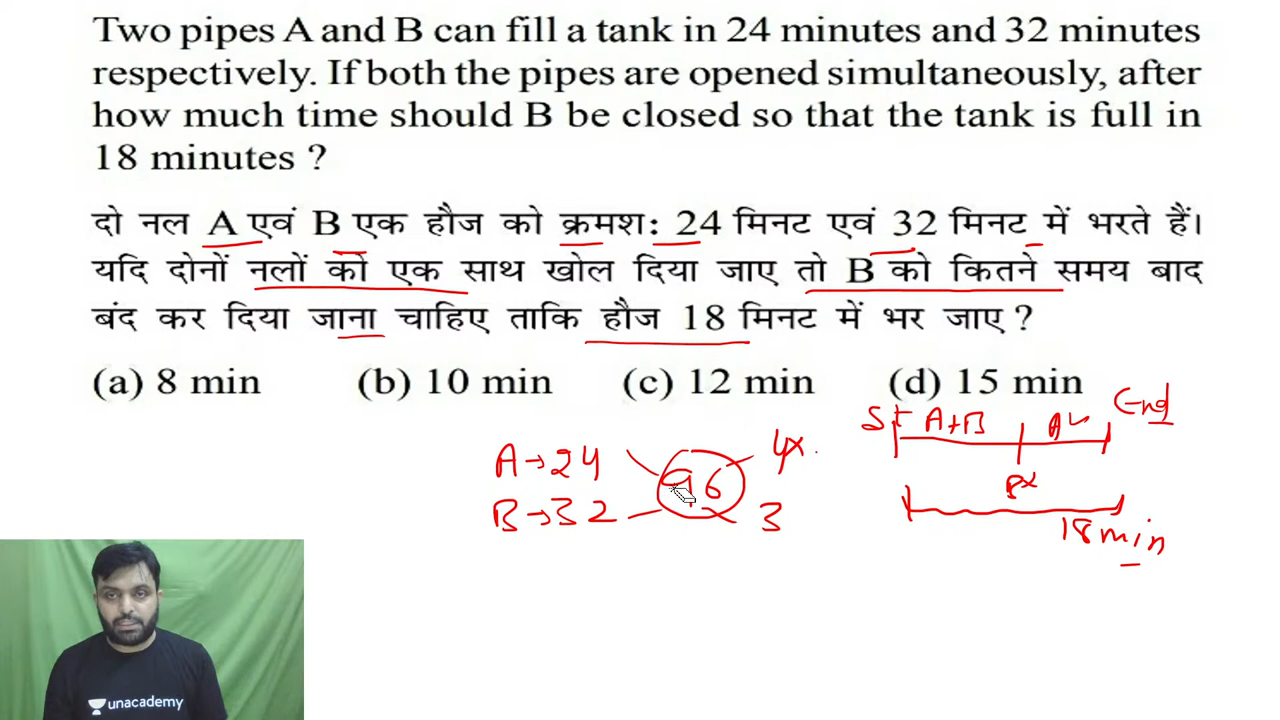 Two pipes A and B can fill a tank in 24 minutes and 32 minutes
respectively. If both the pipes are opened simultaneously, after
how much time should B be closed so that the tank is full in
18 minutes ?
दो नल A एवं B एक हौज को क्रमश: 24 मिनट एवं 32 मिनट में भरते हैं।
यदि दोनों नलों को एक साथ खोल दिया जाए तो B को कितने समय बाद
बंद कर दिया जाना चाहिए ताकि हौज 18 मिनट में भर जाए ?
(a) 8 min (b) 10 min (c) 12 min (d) 15 min
St A+B A End
A→24 96 4x
B→32 3
B×
18 min
unacademy